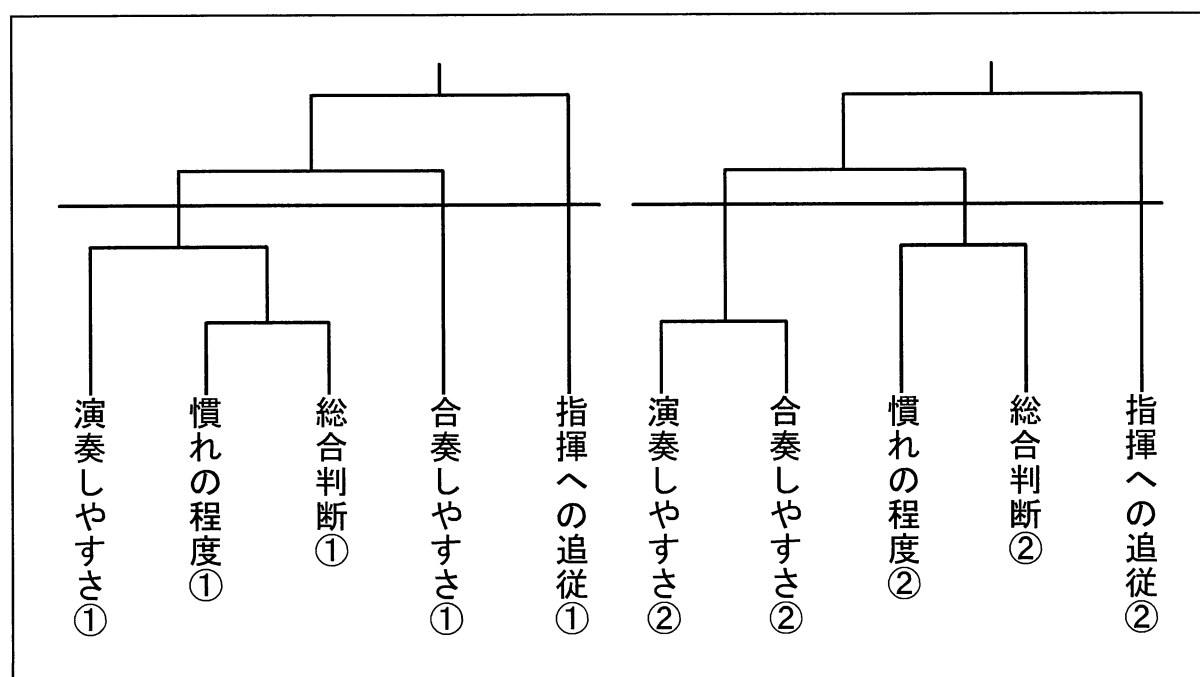 演奏しやすさ①
慣れの程度①
総合判断①
合奏しやすさ①
指揮への追従①
演奏しやすさ②
合奏しやすさ②
慣れの程度②
総合判断②
指揮への追従②